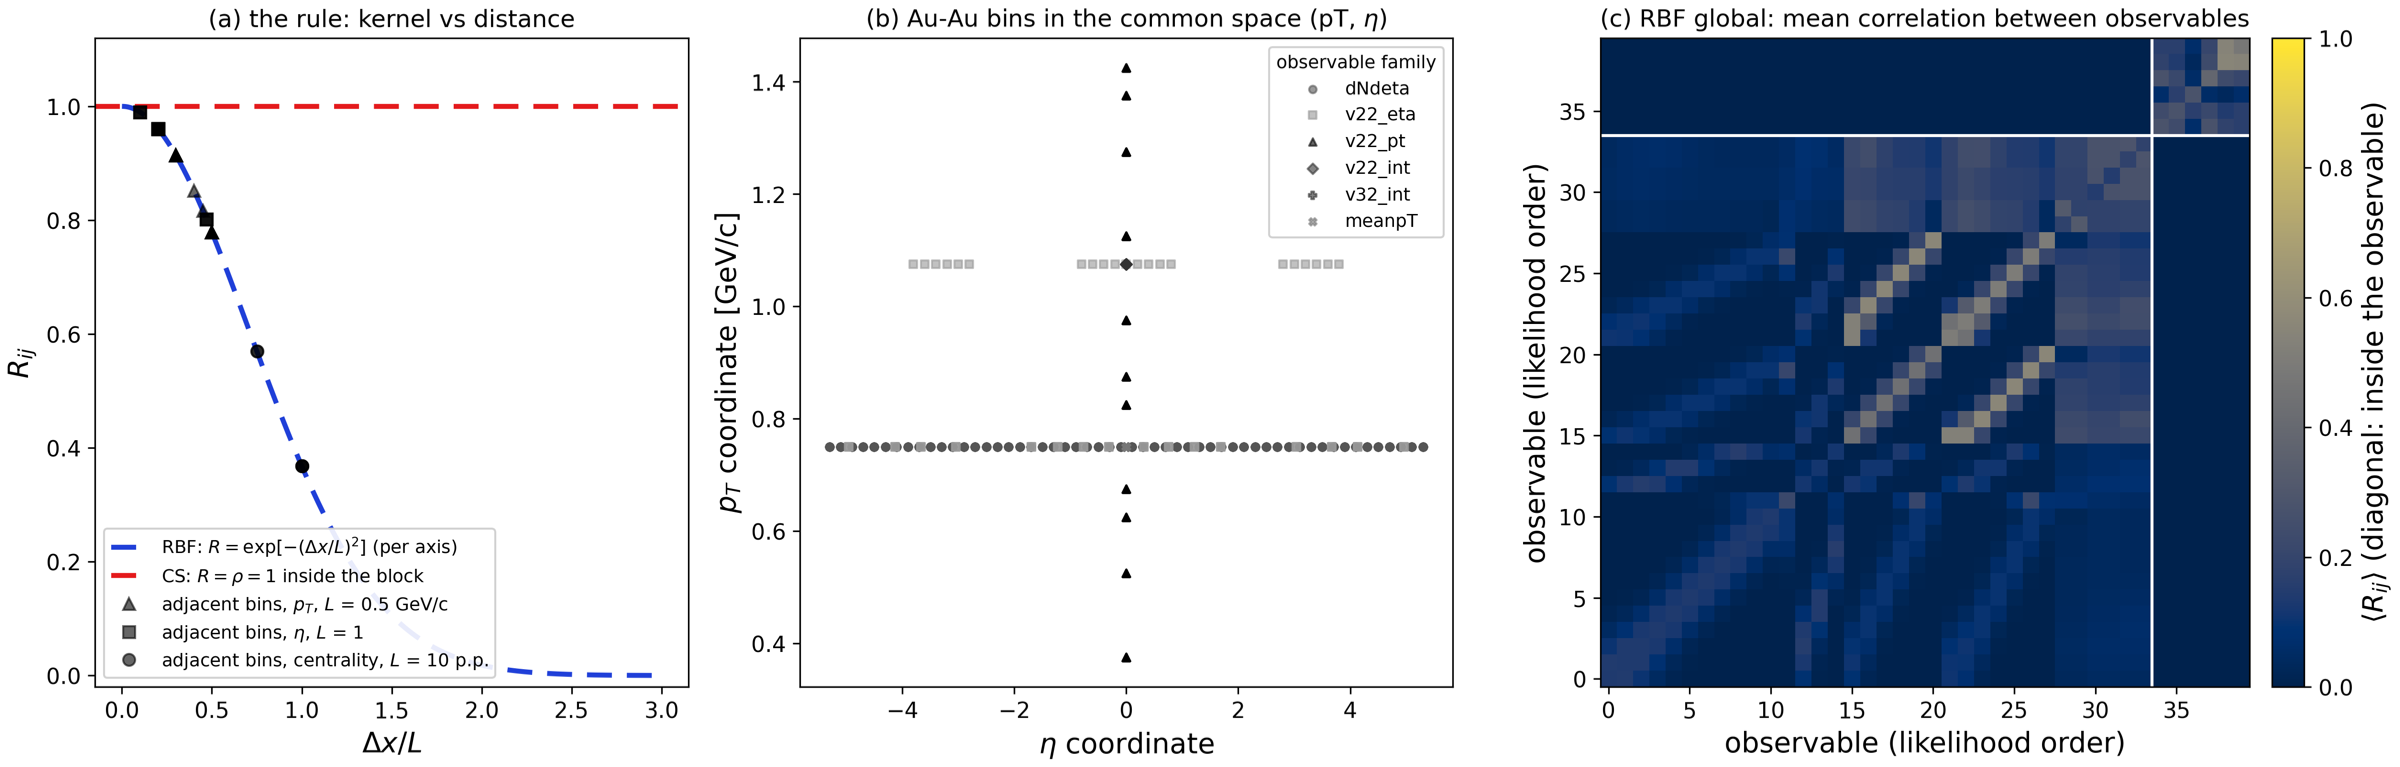 (a) the rule: kernel vs distance
R_ij
1.0
0.8
0.6
0.4
0.2
0.0
RBF: R = exp[−(Δx/L)²] (per axis)
CS: R = ρ = 1 inside the block
adjacent bins, p_T, L = 0.5 GeV/c
adjacent bins, η, L = 1
adjacent bins, centrality, L = 10 p.p.
0.0 0.5 1.0 1.5 2.0 2.5 3.0
Δx/L
(b) Au-Au bins in the common space (pT, η)
p_T coordinate [GeV/c]
1.4
1.2
1.0
0.8
0.6
0.4
observable family
dNdeta
v22_eta
v22_pt
v22_int
v32_int
meanpT
−4 −2 0 2 4
η coordinate
(c) RBF global: mean correlation between observables
observable (likelihood order)
35
30
25
20
15
10
5
0
0 5 10 15 20 25 30 35
observable (likelihood order)
1.0
0.8
0.6
0.4
0.2
0.0
⟨R_ij⟩ (diagonal: inside the observable)